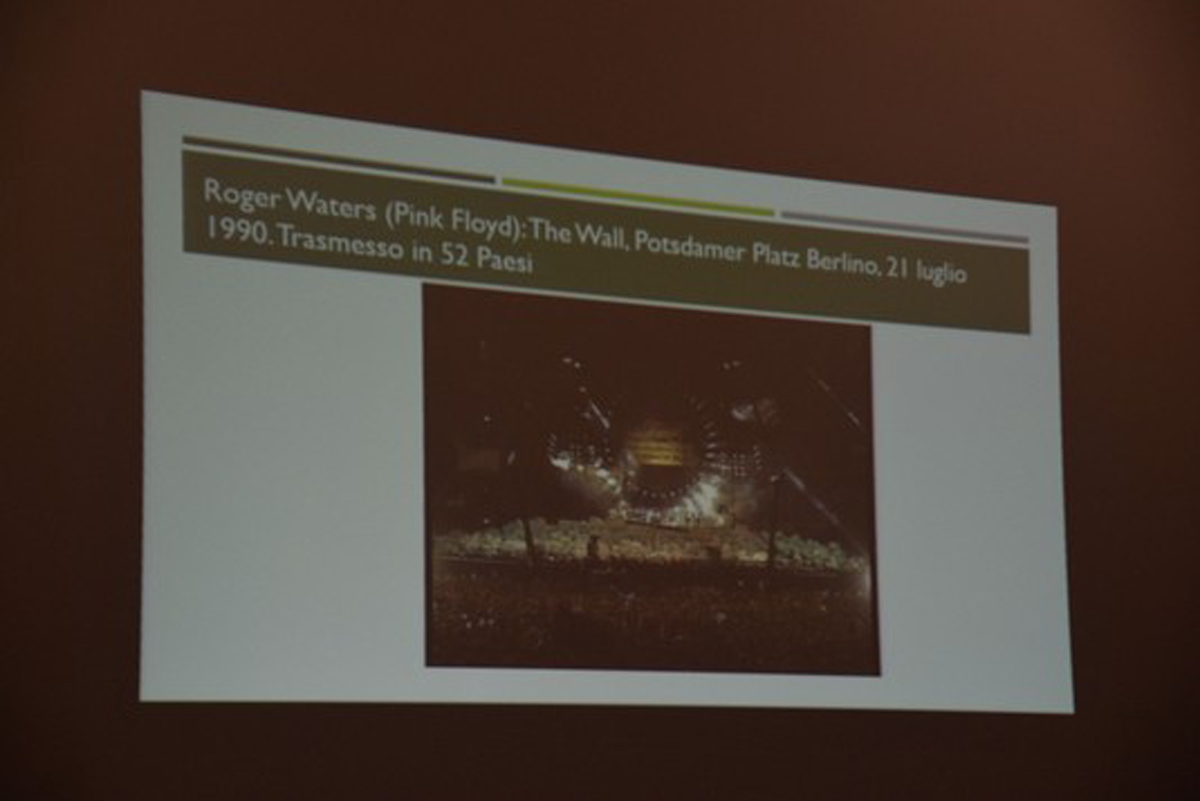 Roger Waters (Pink Floyd): The Wall, Potsdamer Platz Berlino, 21 luglio
1990. Trasmesso in 52 Paesi